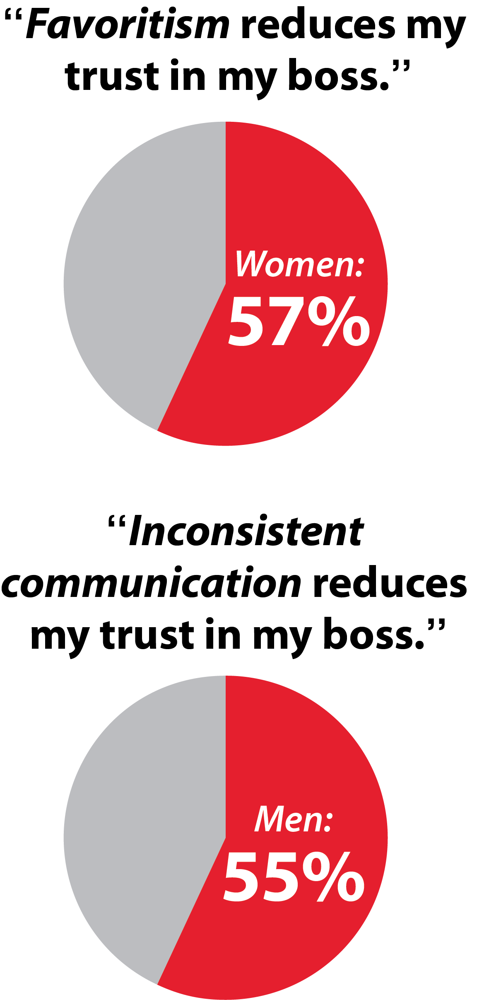 ‘‘Favoritism reduces my
trust in my boss.’’
Women:
57%
‘‘Inconsistent
communication reduces
my trust in my boss.’’
Men:
55%